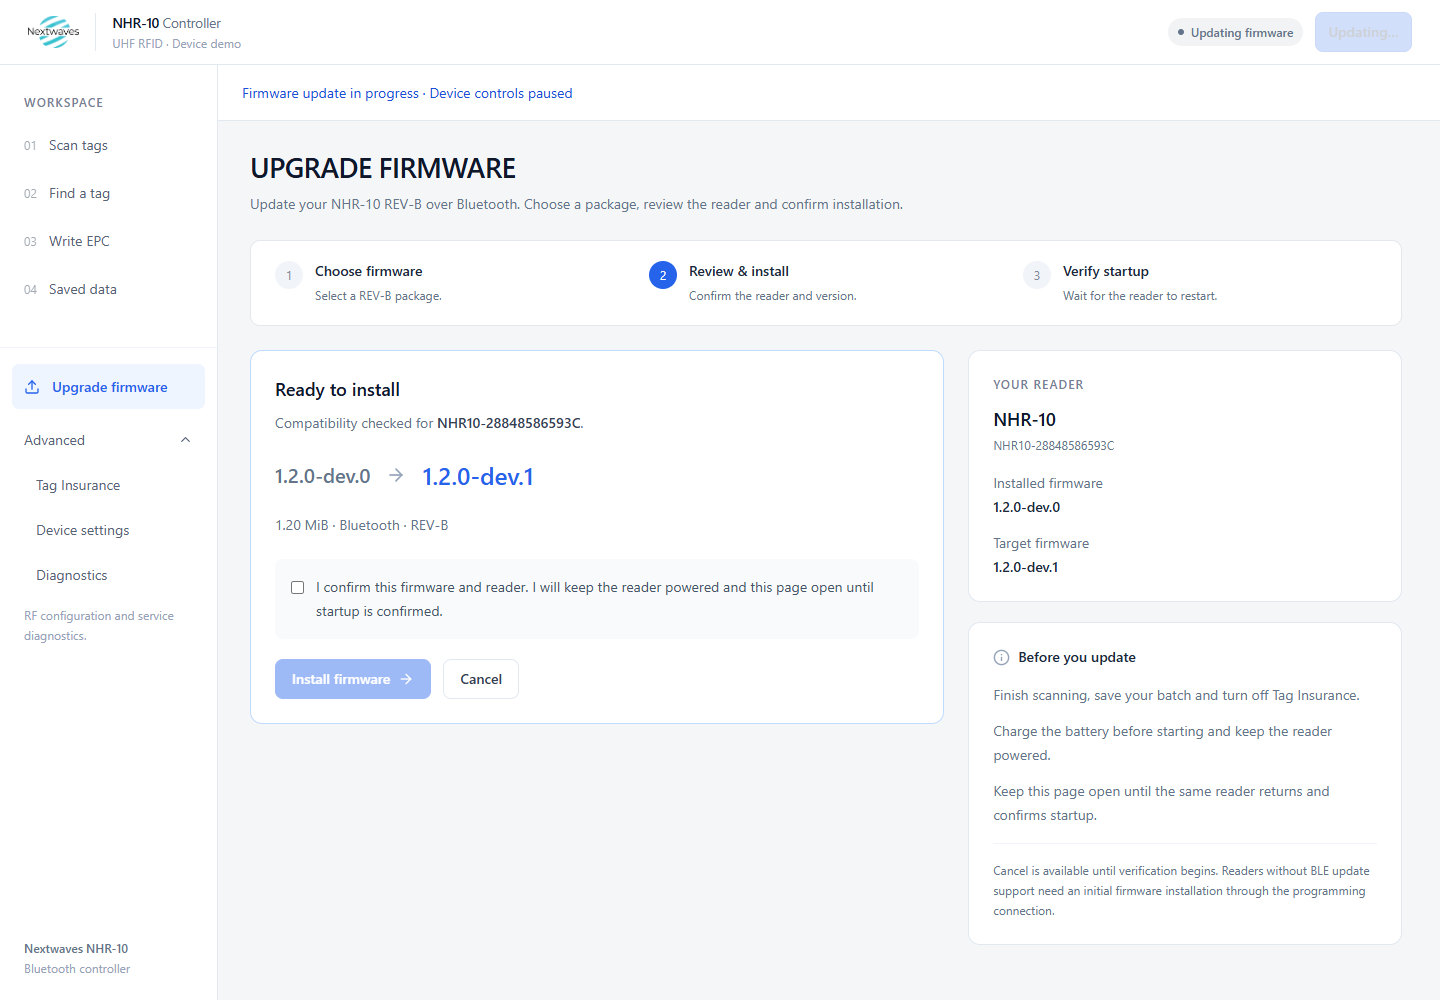 Nextwaves
NHR-10 Controller
UHF RFID · Device demo
Updating firmware
Updating...
WORKSPACE
01 Scan tags
02 Find a tag
03 Write EPC
04 Saved data
Upgrade firmware
Advanced
Tag Insurance
Device settings
Diagnostics
RF configuration and service
diagnostics.
Nextwaves NHR-10
Bluetooth controller
Firmware update in progress · Device controls paused
UPGRADE FIRMWARE
Update your NHR-10 REV-B over Bluetooth. Choose a package, review the reader and confirm installation.
1 Choose firmware
Select a REV-B package.
2 Review & install
Confirm the reader and version.
3 Verify startup
Wait for the reader to restart.
Ready to install
Compatibility checked for NHR10-28848586593C.
1.2.0-dev.0 → 1.2.0-dev.1
1.20 MiB · Bluetooth · REV-B
I confirm this firmware and reader. I will keep the reader powered and this page open until
startup is confirmed.
Install firmware →
Cancel
YOUR READER
NHR-10
NHR10-28848586593C
Installed firmware
1.2.0-dev.0
Target firmware
1.2.0-dev.1
Before you update
Finish scanning, save your batch and turn off Tag Insurance.
Charge the battery before starting and keep the reader
powered.
Keep this page open until the same reader returns and
confirms startup.
Cancel is available until verification begins. Readers without BLE update
support need an initial firmware installation through the programming
connection.